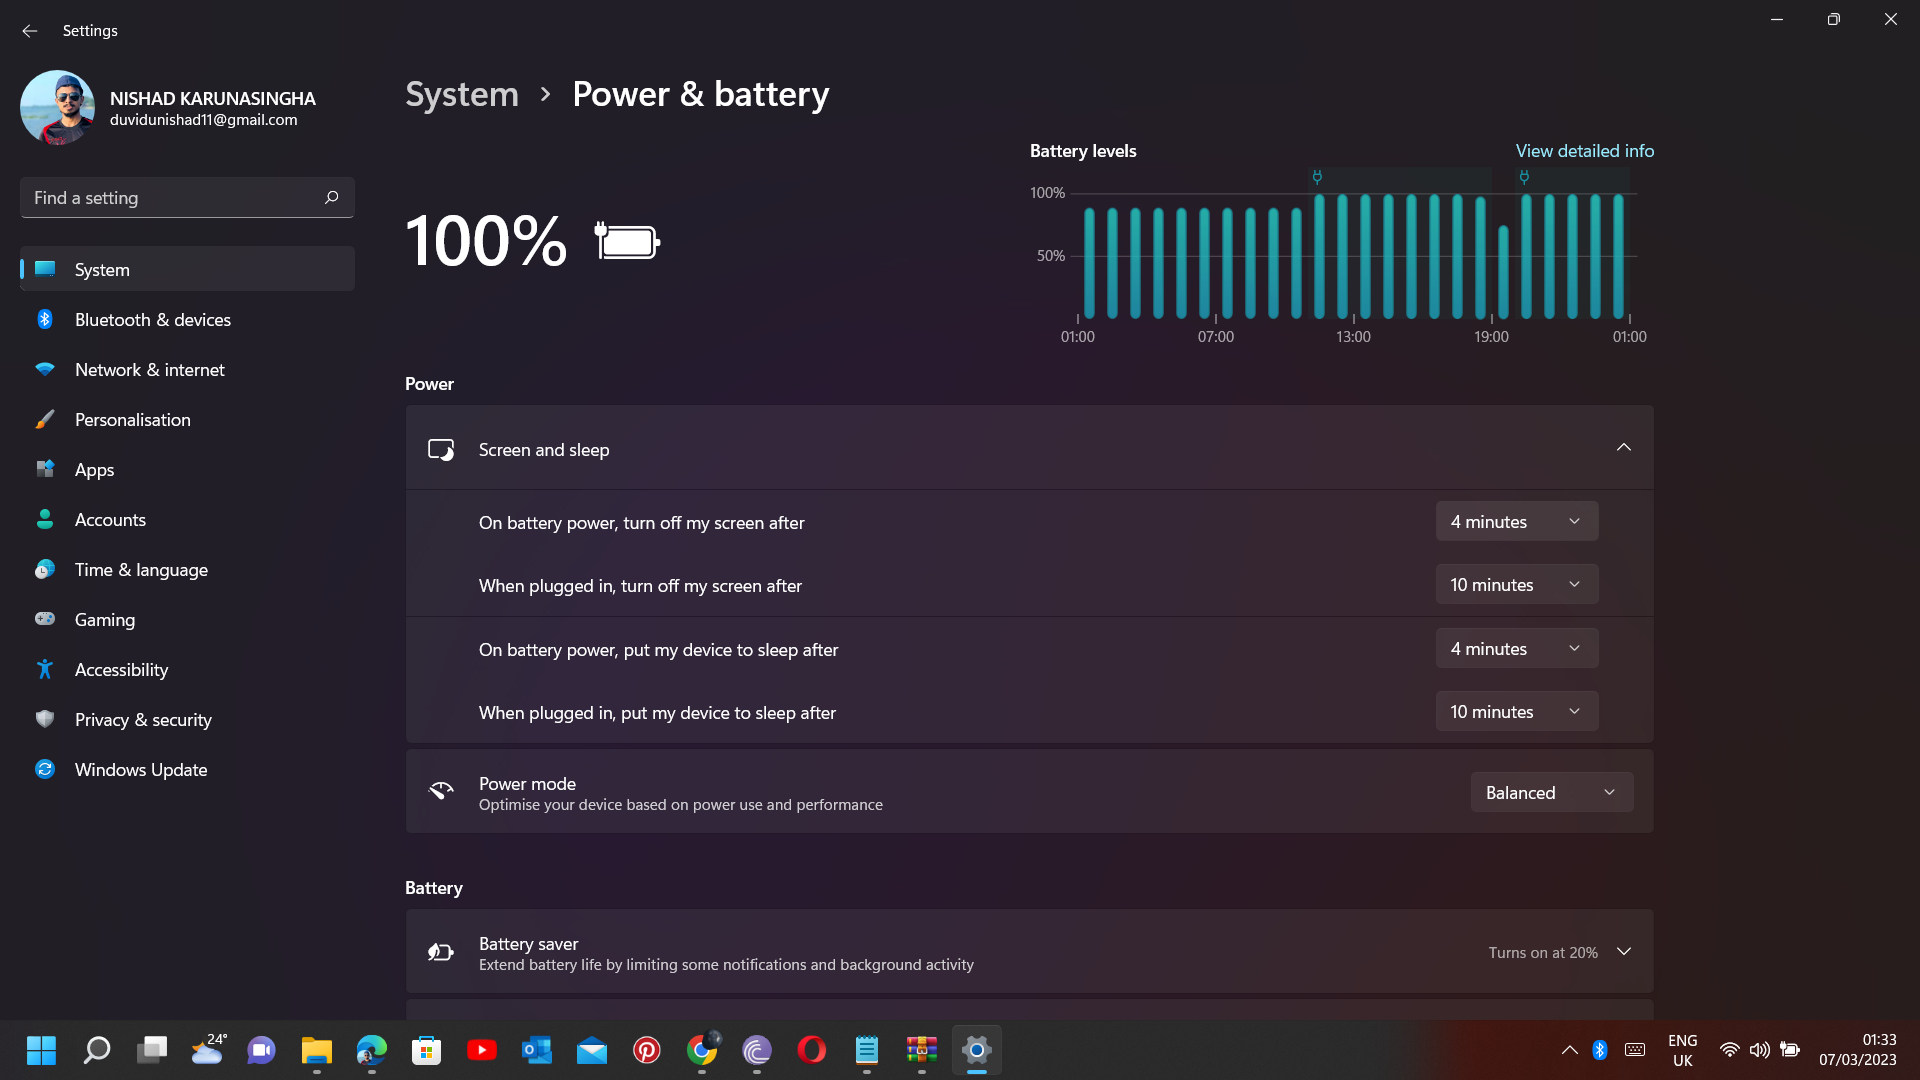 Settings
NISHAD KARUNASINGHA
duvidunishad11@gmail.com
Find a setting
System
Bluetooth & devices
Network & internet
Personalisation
Apps
Accounts
Time & language
Gaming
Accessibility
Privacy & security
Windows Update
System > Power & battery
100%
Battery levels
View detailed info
100%
50%
01:00
07:00
13:00
19:00
01:00
Power
Screen and sleep
On battery power, turn off my screen after
4 minutes
When plugged in, turn off my screen after
10 minutes
On battery power, put my device to sleep after
4 minutes
When plugged in, put my device to sleep after
10 minutes
Power mode
Optimise your device based on power use and performance
Balanced
Battery
Battery saver
Extend battery life by limiting some notifications and background activity
Turns on at 20%
24°
ENG
UK
01:33
07/03/2023